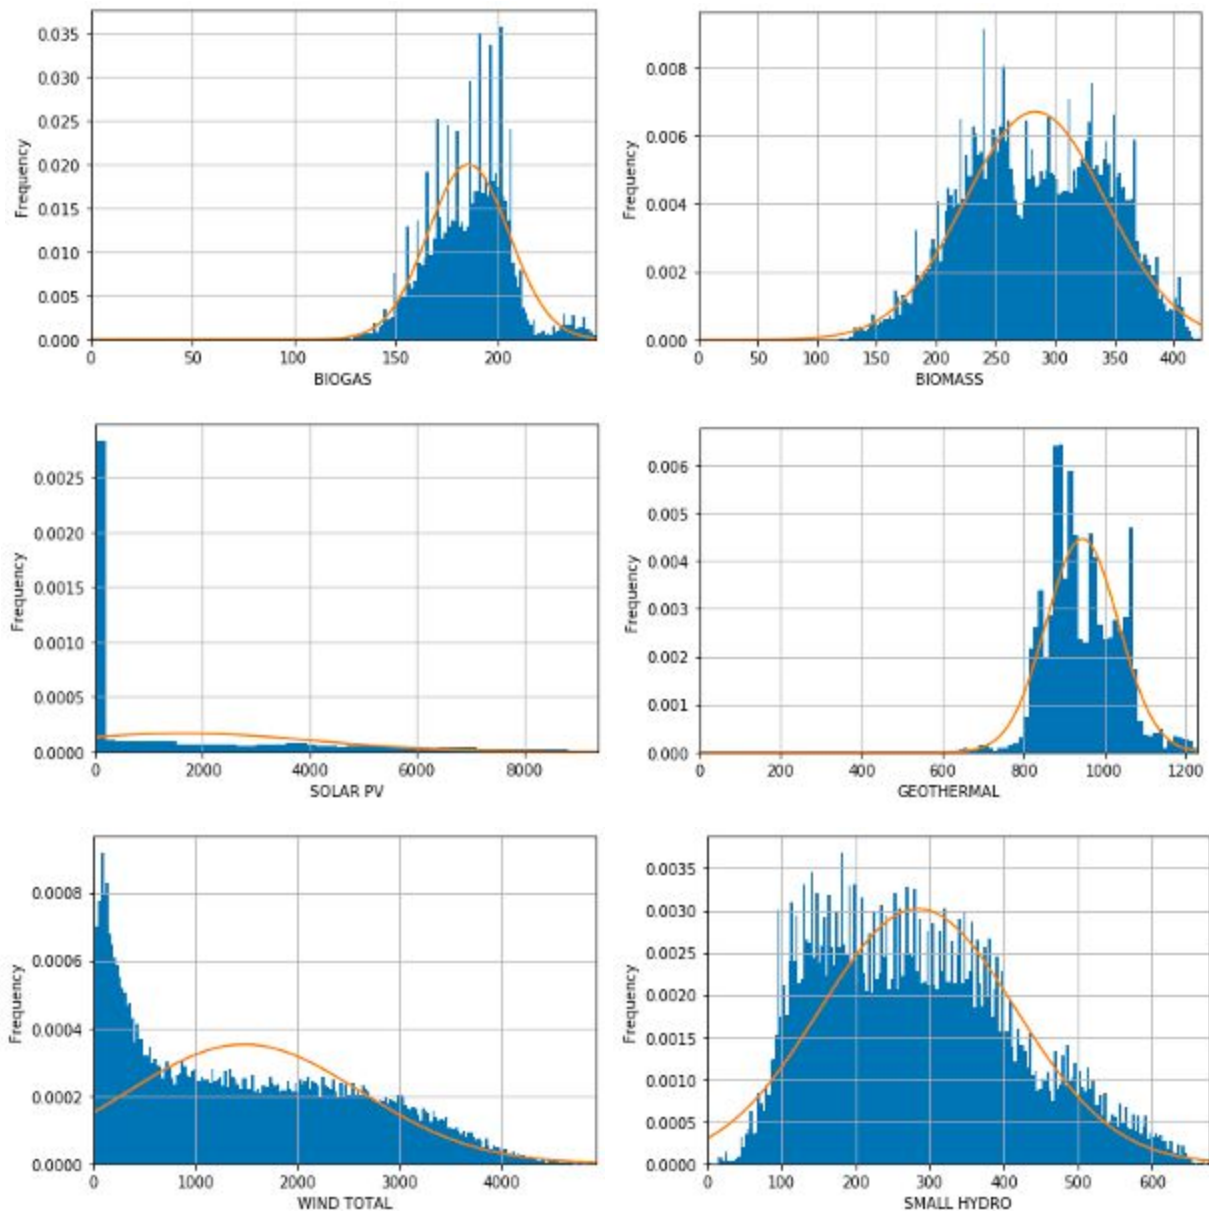 0.035
0.030
0.025
0.020
0.015
0.010
0.005
0.000
Frequency
0 50 100 150 200
BIOGAS
0.008
0.006
0.004
0.002
0.000
Frequency
0 50 100 150 200 250 300 350 400
BIOMASS
0.0025
0.0020
0.0015
0.0010
0.0005
0.0000
Frequency
0 2000 4000 6000 8000
SOLAR PV
0.006
0.005
0.004
0.003
0.002
0.001
0.000
Frequency
0 200 400 600 800 1000 1200
GEOTHERMAL
0.0008
0.0006
0.0004
0.0002
0.0000
Frequency
0 1000 2000 3000 4000
WIND TOTAL
0.0035
0.0030
0.0025
0.0020
0.0015
0.0010
0.0005
0.0000
Frequency
0 100 200 300 400 500 600
SMALL HYDRO